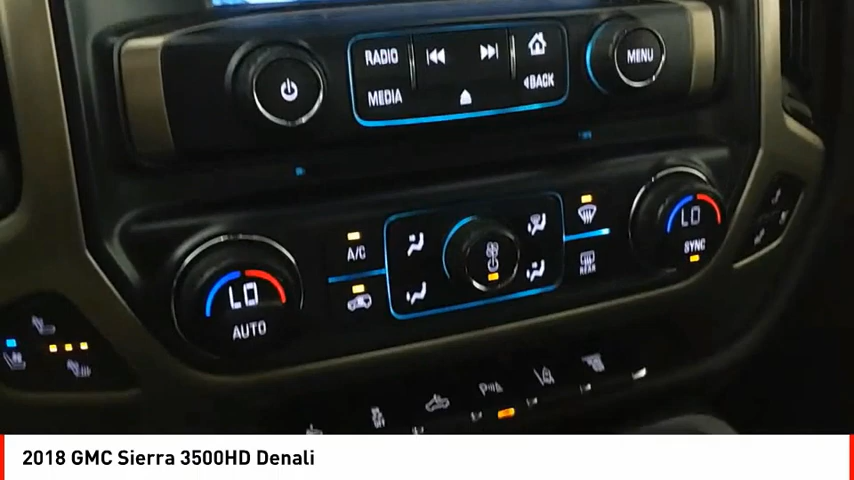 RADIO
MEDIA
BACK
MENU
A/C
REAR
LO
AUTO
LO
SYNC
2018 GMC Sierra 3500HD Denali